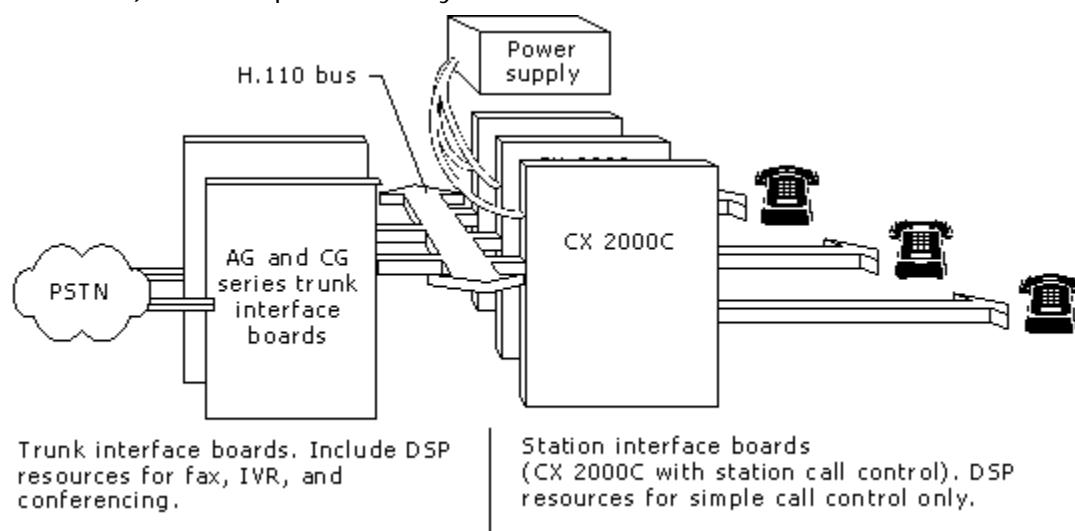 Power
supply
H.110 bus
CX 2000C
AG and CG
series trunk
interface
boards
PSTN
Trunk interface boards. Include DSP
resources for fax, IVR, and
conferencing.
Station interface boards
(CX 2000C with station call control). DSP
resources for simple call control only.